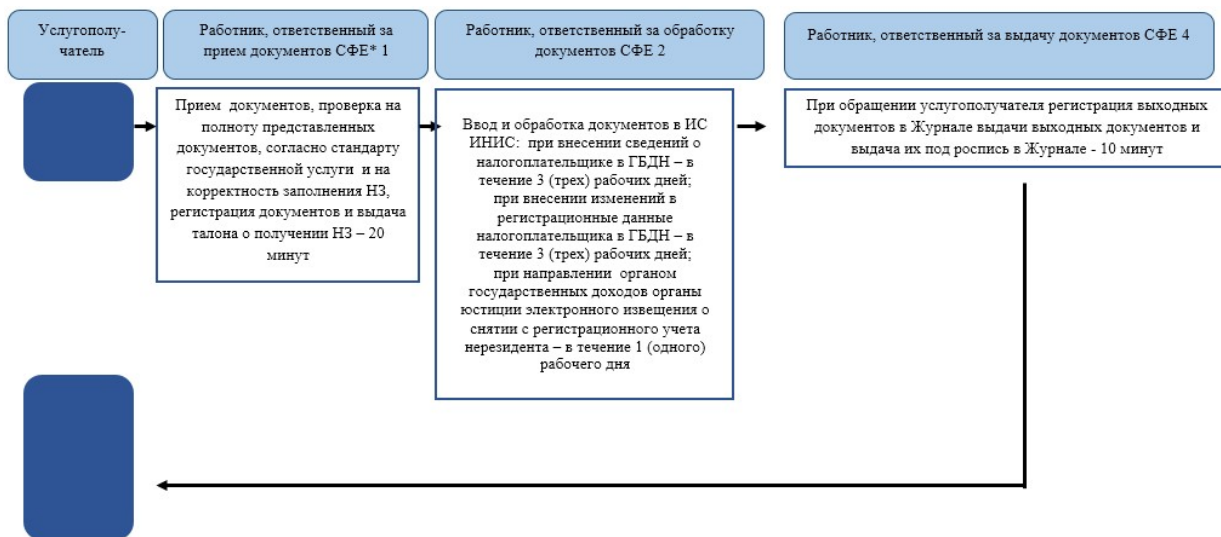 Услугополу-
чатель
Работник, ответственный за
прием документов СФЕ* 1
Работник, ответственный за обработку
документов СФЕ 2
Работник, ответственный за выдачу документов СФЕ 4
Прием документов, проверка на
полноту представленных
документов, согласно стандарту
государственной услуги и на
корректность заполнения НЗ,
регистрация документов и выдача
талона о получении НЗ – 20
минут
Ввод и обработка документов в ИС
ИНИС: при внесении сведений о
налогоплательщике в ГБДН – в
течение 3 (трех) рабочих дней;
при внесении изменений в
регистрационные данные
налогоплательщика в ГБДН – в
течение 3 (трех) рабочих дней;
при направлении органом
государственных доходов органы
юстиции электронного извещения о
снятии с регистрационного учета
нерезидента – в течение 1 (одного)
рабочего дня
При обращении услугополучателя регистрация выходных
документов в Журнале выдачи выходных документов и
выдача их под роспись в Журнале - 10 минут